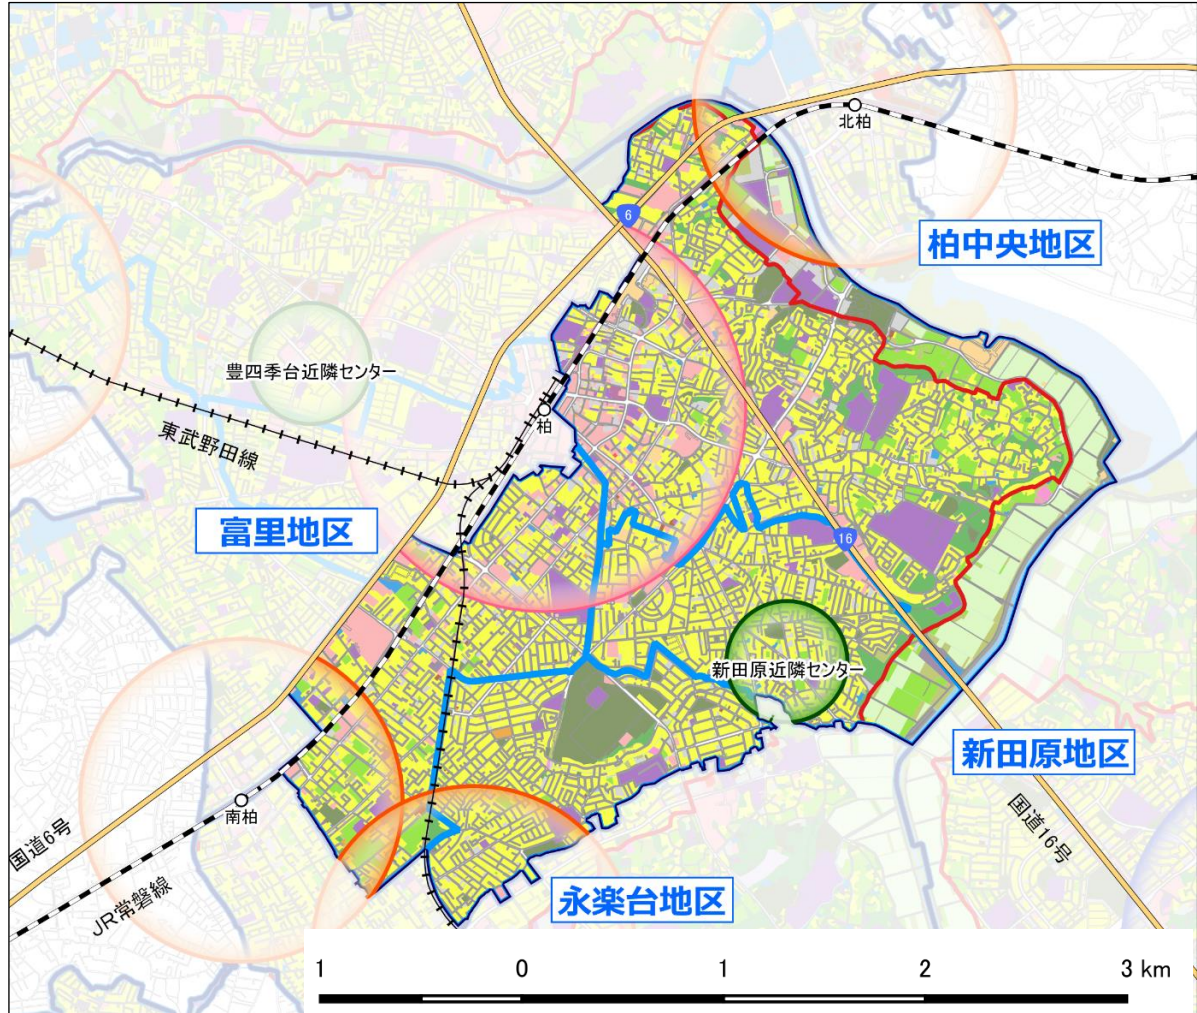 北柏
6
柏中央地区
豊四季台近隣センター
柏
東武野田線
富里地区
16
新田原近隣センター
新田原地区
南柏
国道6号
国道16号
JR常磐線
永楽台地区
1 0 1 2 3 km